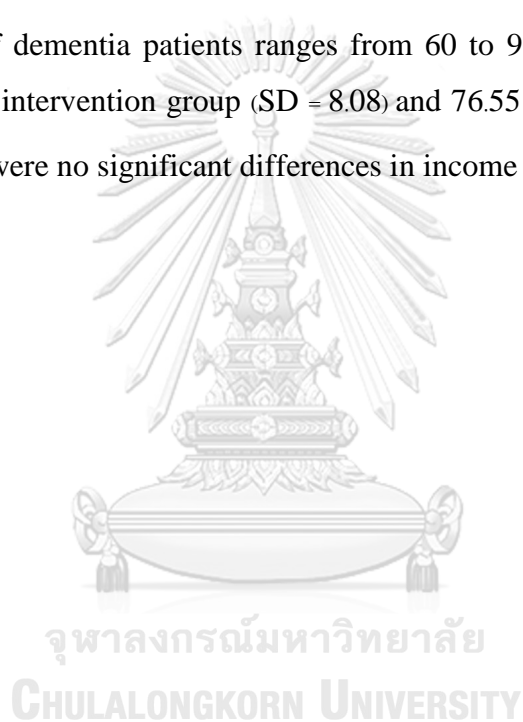 dementia patients ranges from 60 to 9
intervention group (SD = 8.08) and 76.55
were no significant differences in income
จุฬาลงกรณ์มหาวิทยาลัย
CHULALONGKORN UNIVERSITY